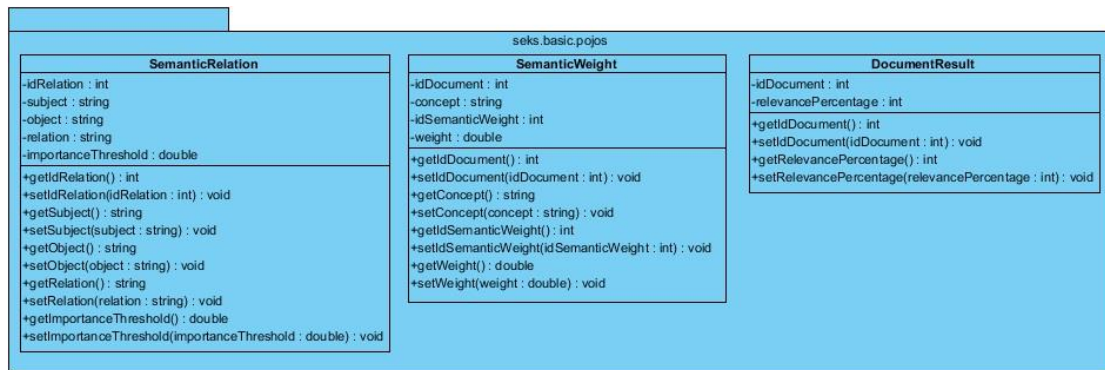 seks.basic.pojos
SemanticRelation
-idRelation : int
-subject : string
-object : string
-relation : string
-importanceThreshold : double
+getIdRelation() : int
+setIdRelation(idRelation : int) : void
+getSubject() : string
+setSubject(subject : string) : void
+getObject() : string
+setObject(object : string) : void
+getRelation() : string
+setRelation(relation : string) : void
+getImportanceThreshold() : double
+setImportanceThreshold(importanceThreshold : double) : void
SemanticWeight
-idDocument : int
-concept : string
-idSemanticWeight : int
-weight : double
+getIdDocument() : int
+setIdDocument(idDocument : int) : void
+getConcept() : string
+setConcept(concept : string) : void
+getIdSemanticWeight() : int
+setIdSemanticWeight(idSemanticWeight : int) : void
+getWeight() : double
+setWeight(weight : double) : void
DocumentResult
-idDocument : int
-relevancePercentage : int
+getIdDocument() : int
+setIdDocument(idDocument : int) : void
+getRelevancePercentage() : int
+setRelevancePercentage(relevancePercentage : int) : void